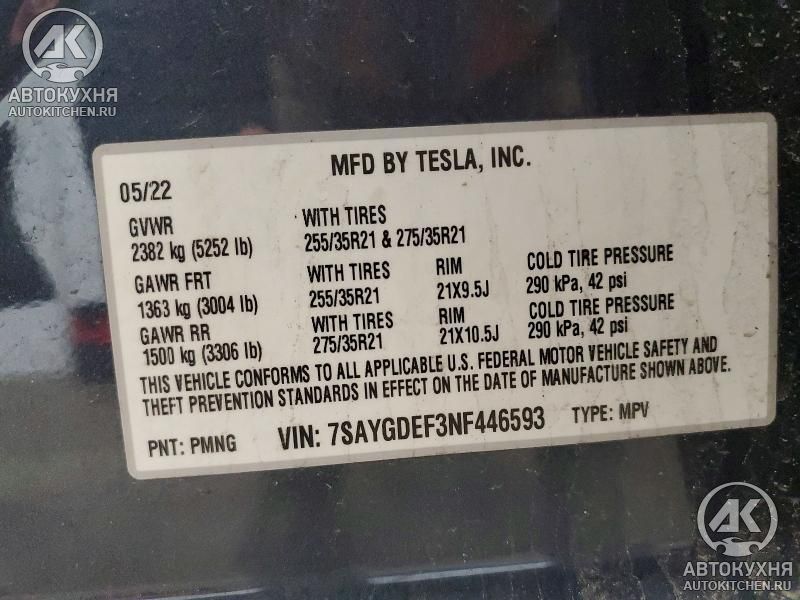 AK
АВТОКУХНЯ
AUTOKITCHEN.RU
MFD BY TESLA, INC.
05/22
GVWR WITH TIRES
2382 kg (5252 lb) 255/35R21 & 275/35R21
GAWR FRT WITH TIRES RIM COLD TIRE PRESSURE
1363 kg (3004 lb) 255/35R21 21X9.5J 290 kPa, 42 psi
GAWR RR WITH TIRES RIM COLD TIRE PRESSURE
1500 kg (3306 lb) 275/35R21 21X10.5J 290 kPa, 42 psi
THIS VEHICLE CONFORMS TO ALL APPLICABLE U.S. FEDERAL MOTOR VEHICLE SAFETY AND
THEFT PREVENTION STANDARDS IN EFFECT ON THE DATE OF MANUFACTURE SHOWN ABOVE.
PNT: PMNG VIN: 7SAYGDEF3NF446593 TYPE: MPV
AK
АВТОКУХНЯ
AUTOKITCHEN.RU